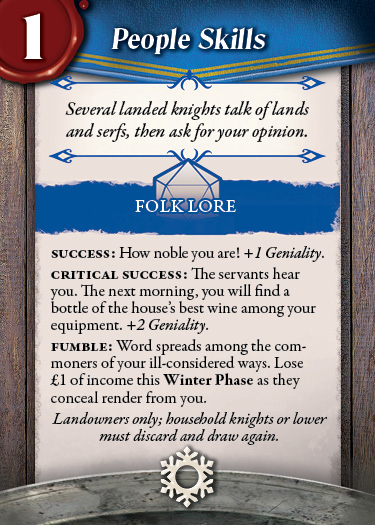 1
People Skills
Several landed knights talk of lands
and serfs, then ask for your opinion.
FOLK LORE
SUCCESS: How noble you are! +1 Geniality.
CRITICAL SUCCESS: The servants hear
you. The next morning, you will find a
bottle of the house's best wine among your
equipment. +2 Geniality.
FUMBLE: Word spreads among the com-
moners of your ill-considered ways. Lose
£1 of income this Winter Phase as they
conceal render from you.
Landowners only; household knights or lower
must discard and draw again.